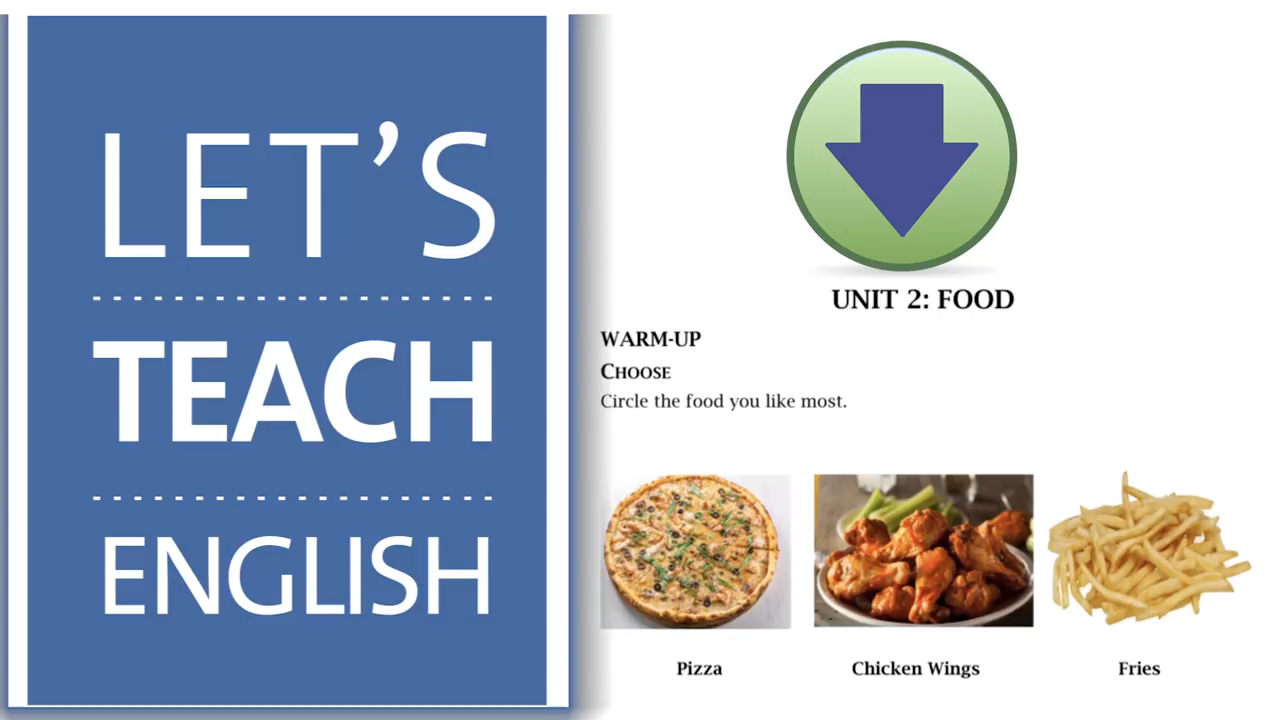 LET'S
TEACH
ENGLISH
UNIT 2: FOOD
WARM-UP
CHOOSE
Circle the food you like most.
Pizza
Chicken Wings
Fries